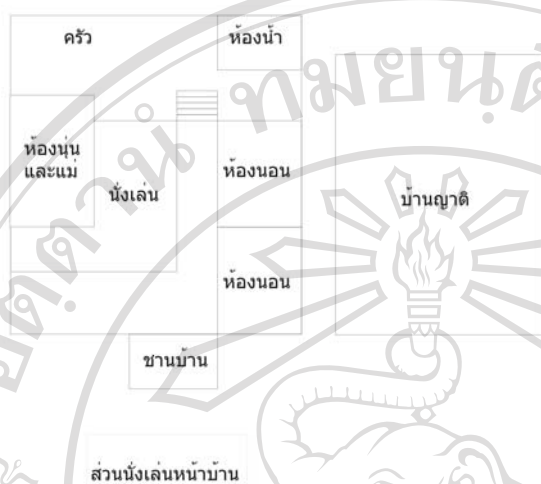 ครัว
ห้องน้ำ
ห้องนุ่น
และแม่
นั่งเล่น
ห้องนอน
บ้านญาติ
ห้องนอน
ชานบ้าน
ส่วนนั่งเล่นหน้าบ้าน